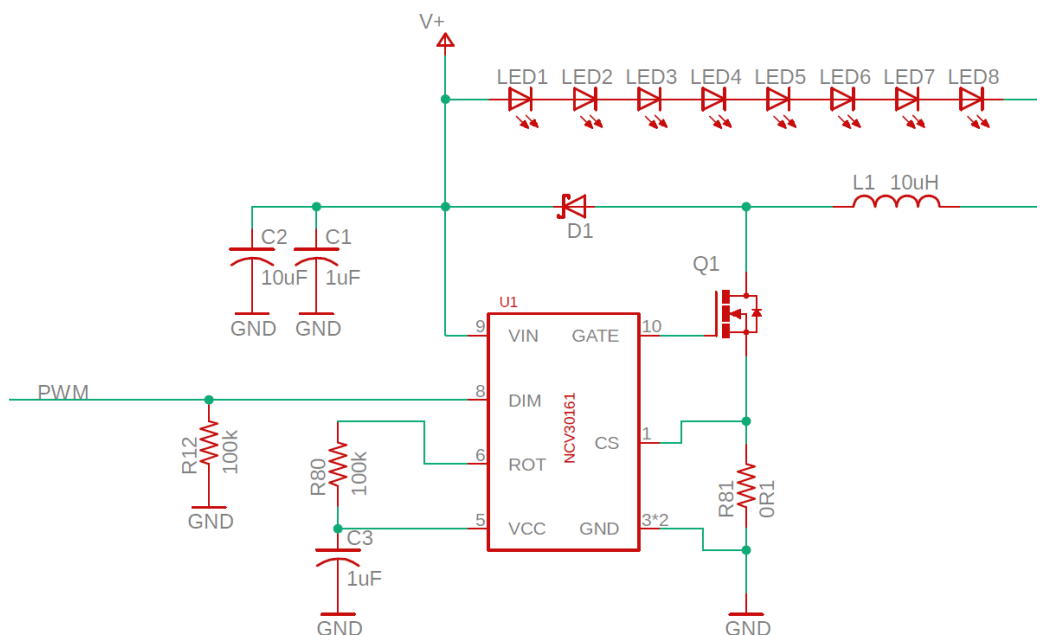 V+
LED1 LED2 LED3 LED4 LED5 LED6 LED7 LED8
L1 10uH
D1
C2 C1
10uF 1uF
GND GND
Q1
U1
9 VIN GATE 10
PWM
8 DIM
NCV30161
R12 100k
R80 100k
CS 1
6 ROT
R81 0R1
5 VCC GND 3*2
GND
C3
1uF
GND
GND